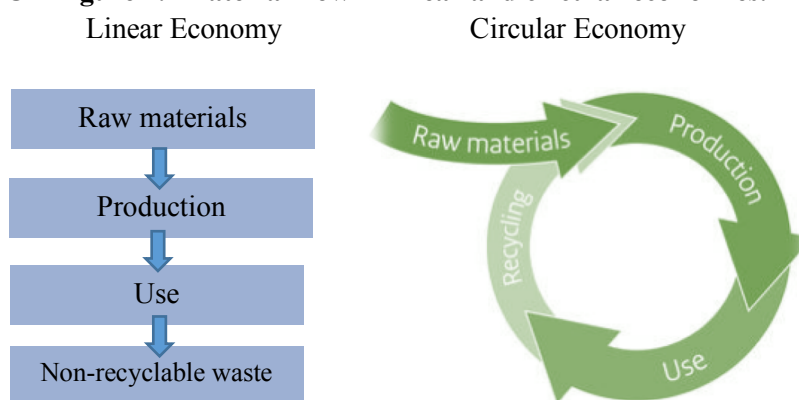 Linear Economy
Circular Economy
Raw materials
Production
Use
Non-recyclable waste
Raw materials
Production
Use
Recycling